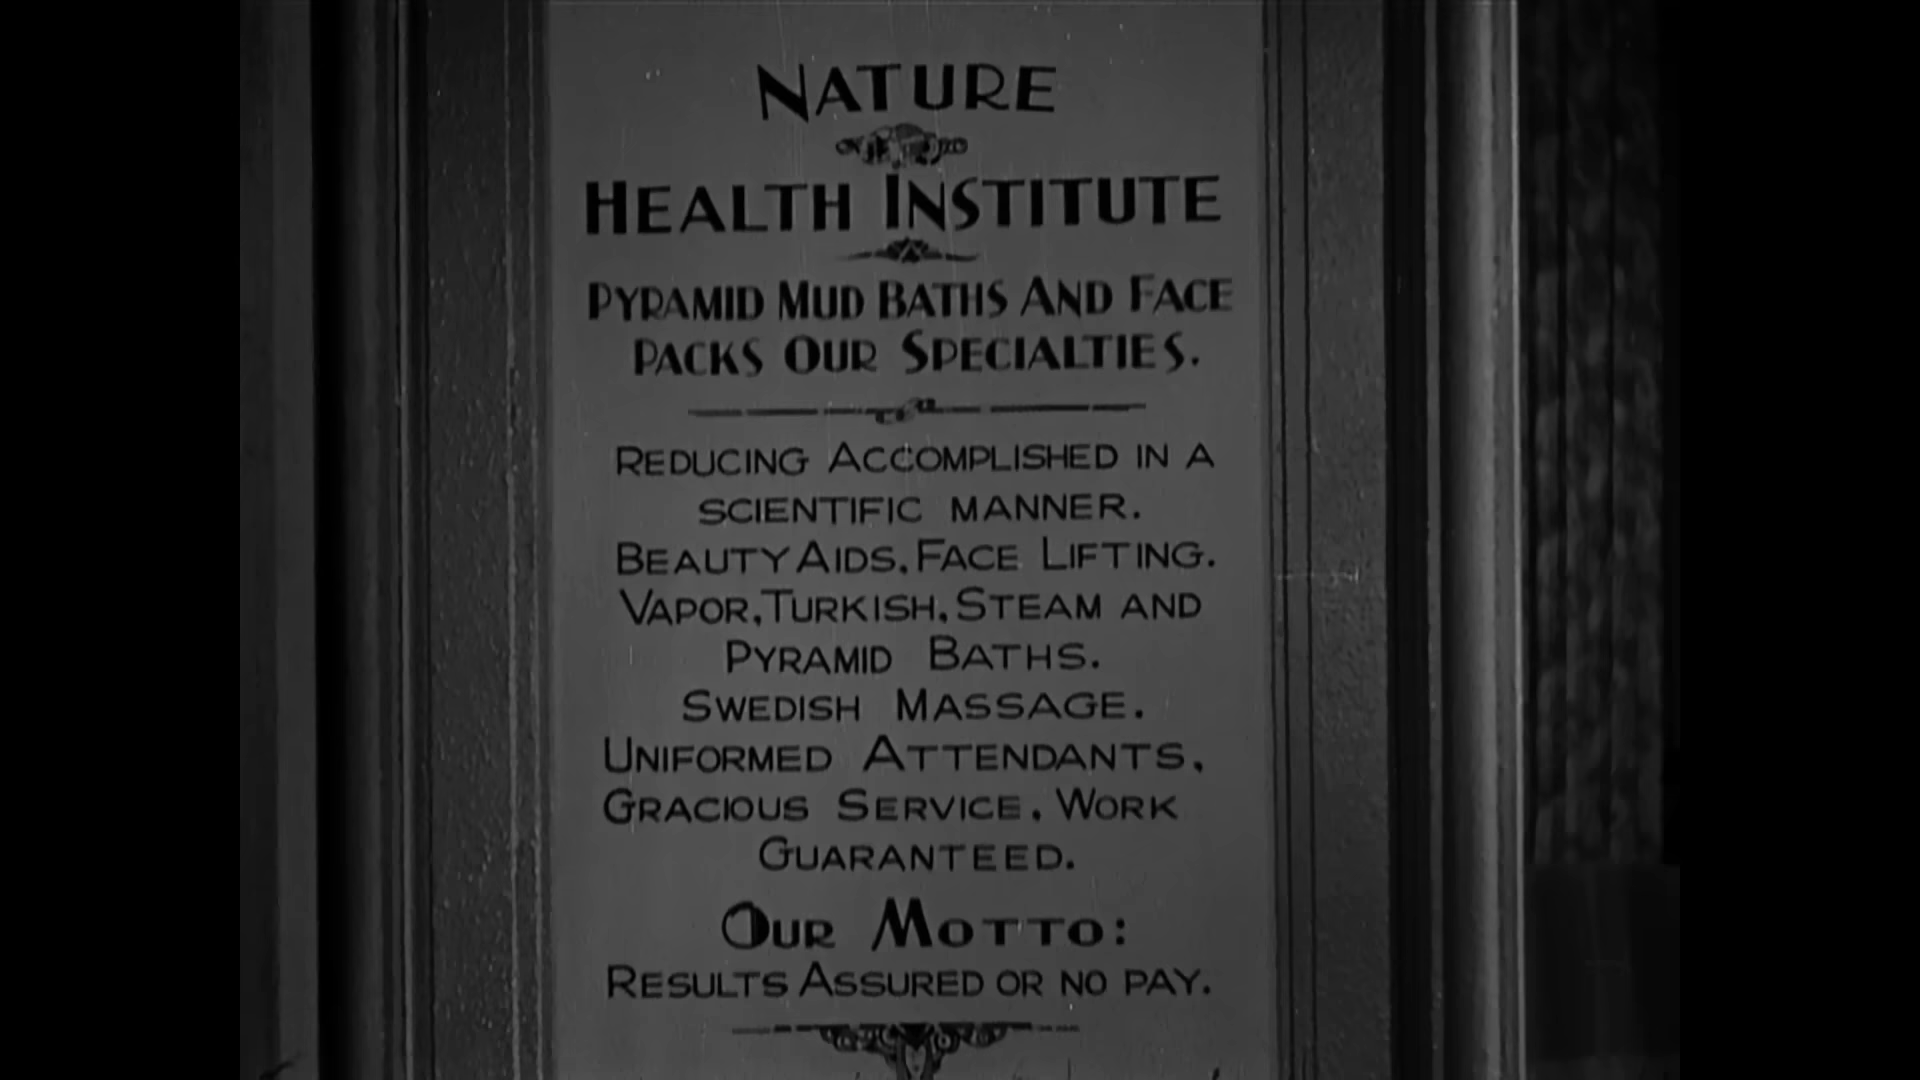 NATURE
HEALTH INSTITUTE
PYRAMID MUD BATHS AND FACE
PACKS OUR SPECIALTIES.
REDUCING ACCOMPLISHED IN A
SCIENTIFIC MANNER.
BEAUTY AIDS, FACE LIFTING.
VAPOR, TURKISH, STEAM AND
PYRAMID BATHS.
SWEDISH MASSAGE.
UNIFORMED ATTENDANTS,
GRACIOUS SERVICE. WORK
GUARANTEED.
OUR MOTTO:
RESULTS ASSURED OR NO PAY.